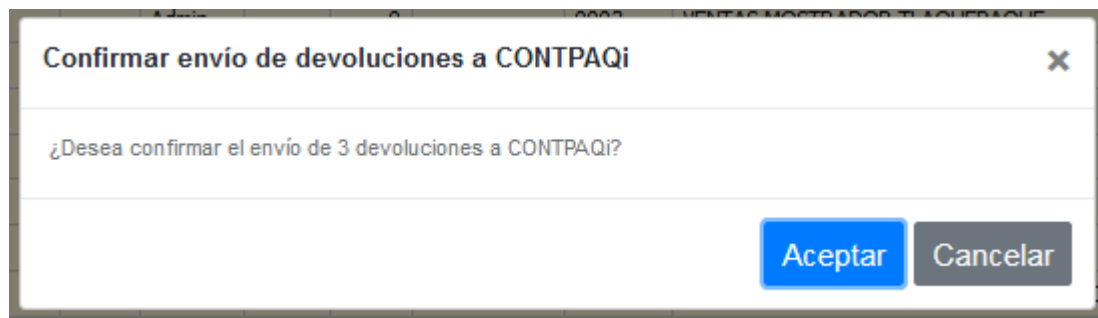 Confirmar envío de devoluciones a CONTPAQi
×
¿Desea confirmar el envío de 3 devoluciones a CONTPAQi?
Aceptar Cancelar